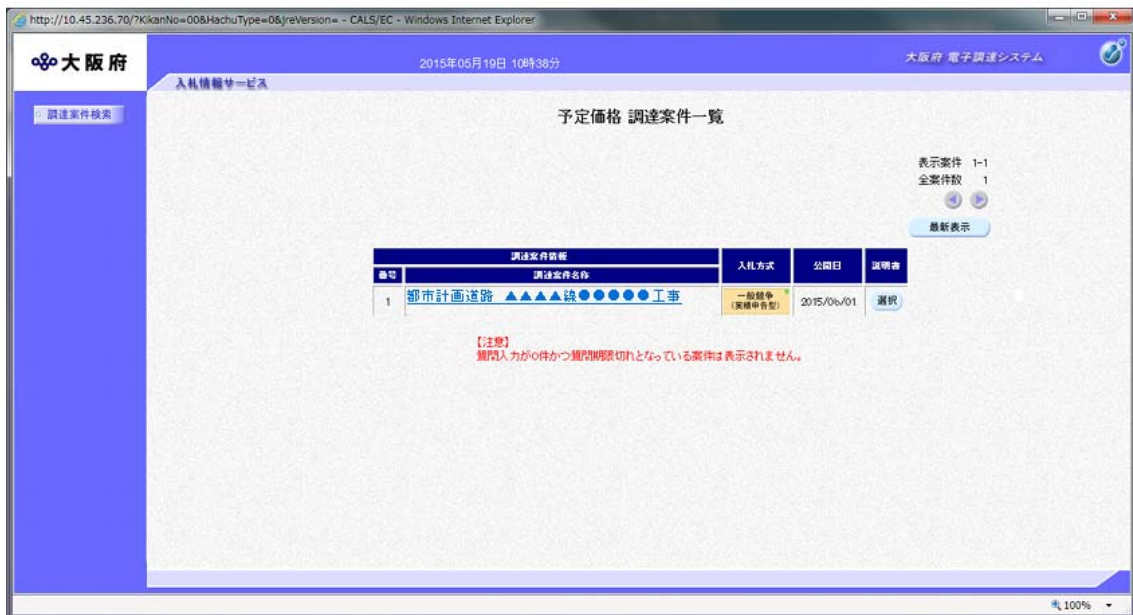 http://10.45.236.70/?KikanNo=00&HachuType=0&jreVersion= - CALS/EC - Windows Internet Explorer
大阪府
2015年05月19日 10時38分
大阪府 電子調達システム
入札情報サービス
調達案件検索
予定価格 調達案件一覧
表示案件 1-1
全案件数 1
最新表示
調達案件情報
入札方式
公開日
説明書
番号
調達案件名称
1
都市計画道路 ▲▲▲▲線●●●●●工事
一般競争
(実績申告型)
2015/06/01
選択
【注意】
質問入力が0件かつ質問期限切れとなっている案件は表示されません。
100%